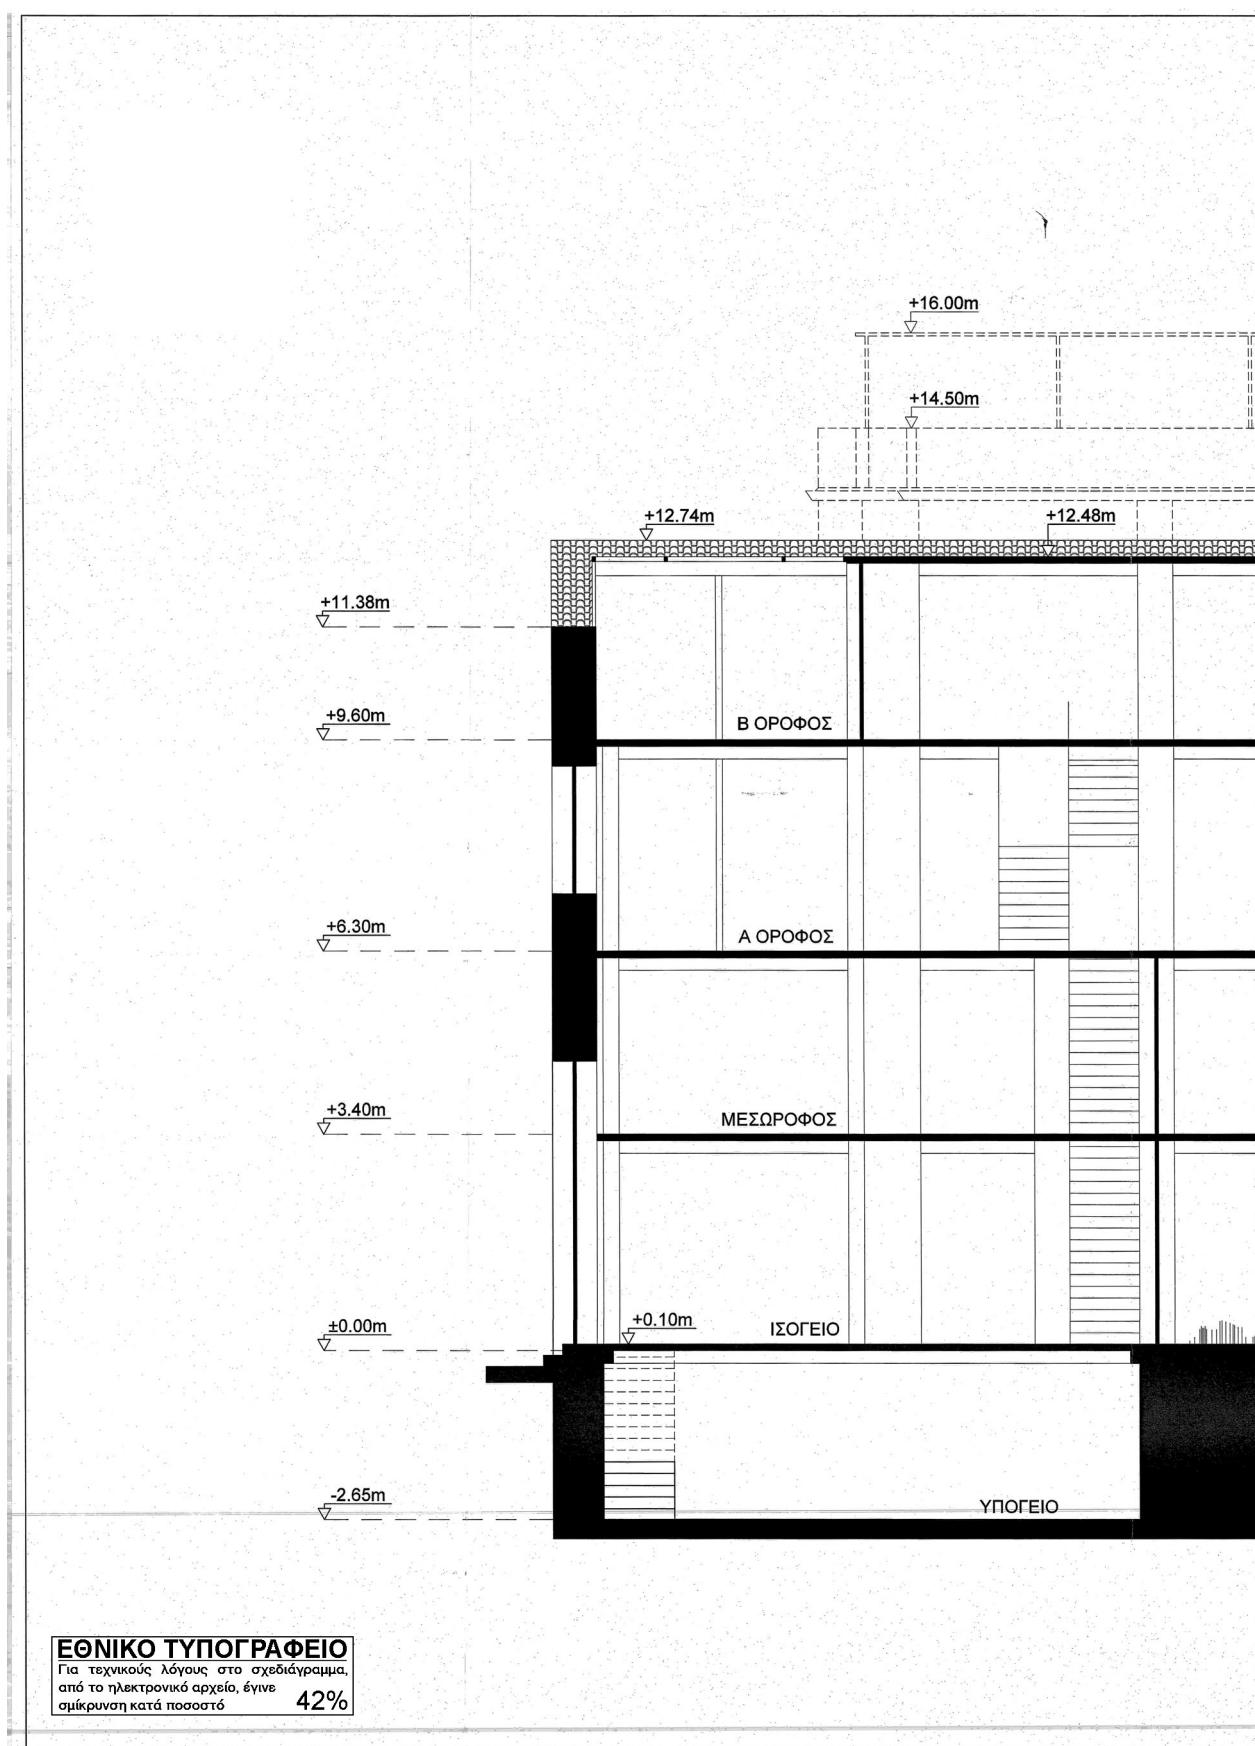 +16.00m
+14.50m
+12.74m
+12.48m
+11.38m
+9.60m
Β ΟΡΟΦΟΣ
+6.30m
Α ΟΡΟΦΟΣ
+3.40m
ΜΕΣΩΡΟΦΟΣ
±0.00m
+0.10m
ΙΣΟΓΕΙΟ
-2.65m
ΥΠΟΓΕΙΟ
ΕΘΝΙΚΟ ΤΥΠΟΓΡΑΦΕΙΟ
Για τεχνικούς λόγους στο σχεδιάγραμμα,
από το ηλεκτρονικό αρχείο, έγινε
σμίκρυνση κατά ποσοστό 42%